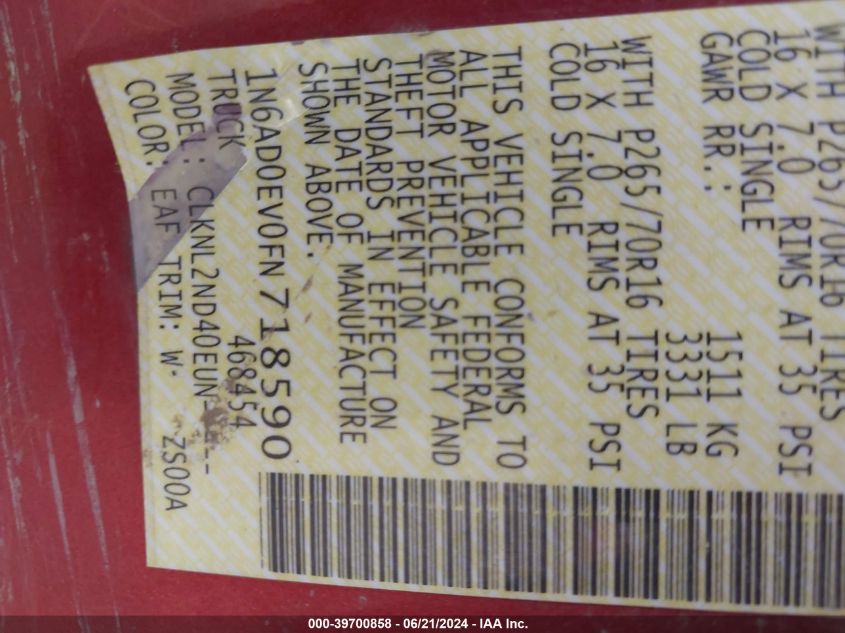 WITH P265/70R16 TIRES
16 X 7.0 RIMS AT 35 PSI
COLD SINGLE
GAWR RR.: 1511 KG
3331 LB
WITH P265/70R16 TIRES
16 X 7.0 RIMS AT 35 PSI
COLD SINGLE
THIS VEHICLE CONFORMS TO
ALL APPLICABLE FEDERAL
MOTOR VEHICLE SAFETY AND
THEFT PREVENTION
STANDARDS IN EFFECT ON
THE DATE OF MANUFACTURE
SHOWN ABOVE.
1N6AD0EV0FN718590
TRUCK 468454
MODEL: CLKNL2ND40EUN
COLOR: EAF TRIM: W· ZS00A
000-39700858 - 06/21/2024 - IAA Inc.